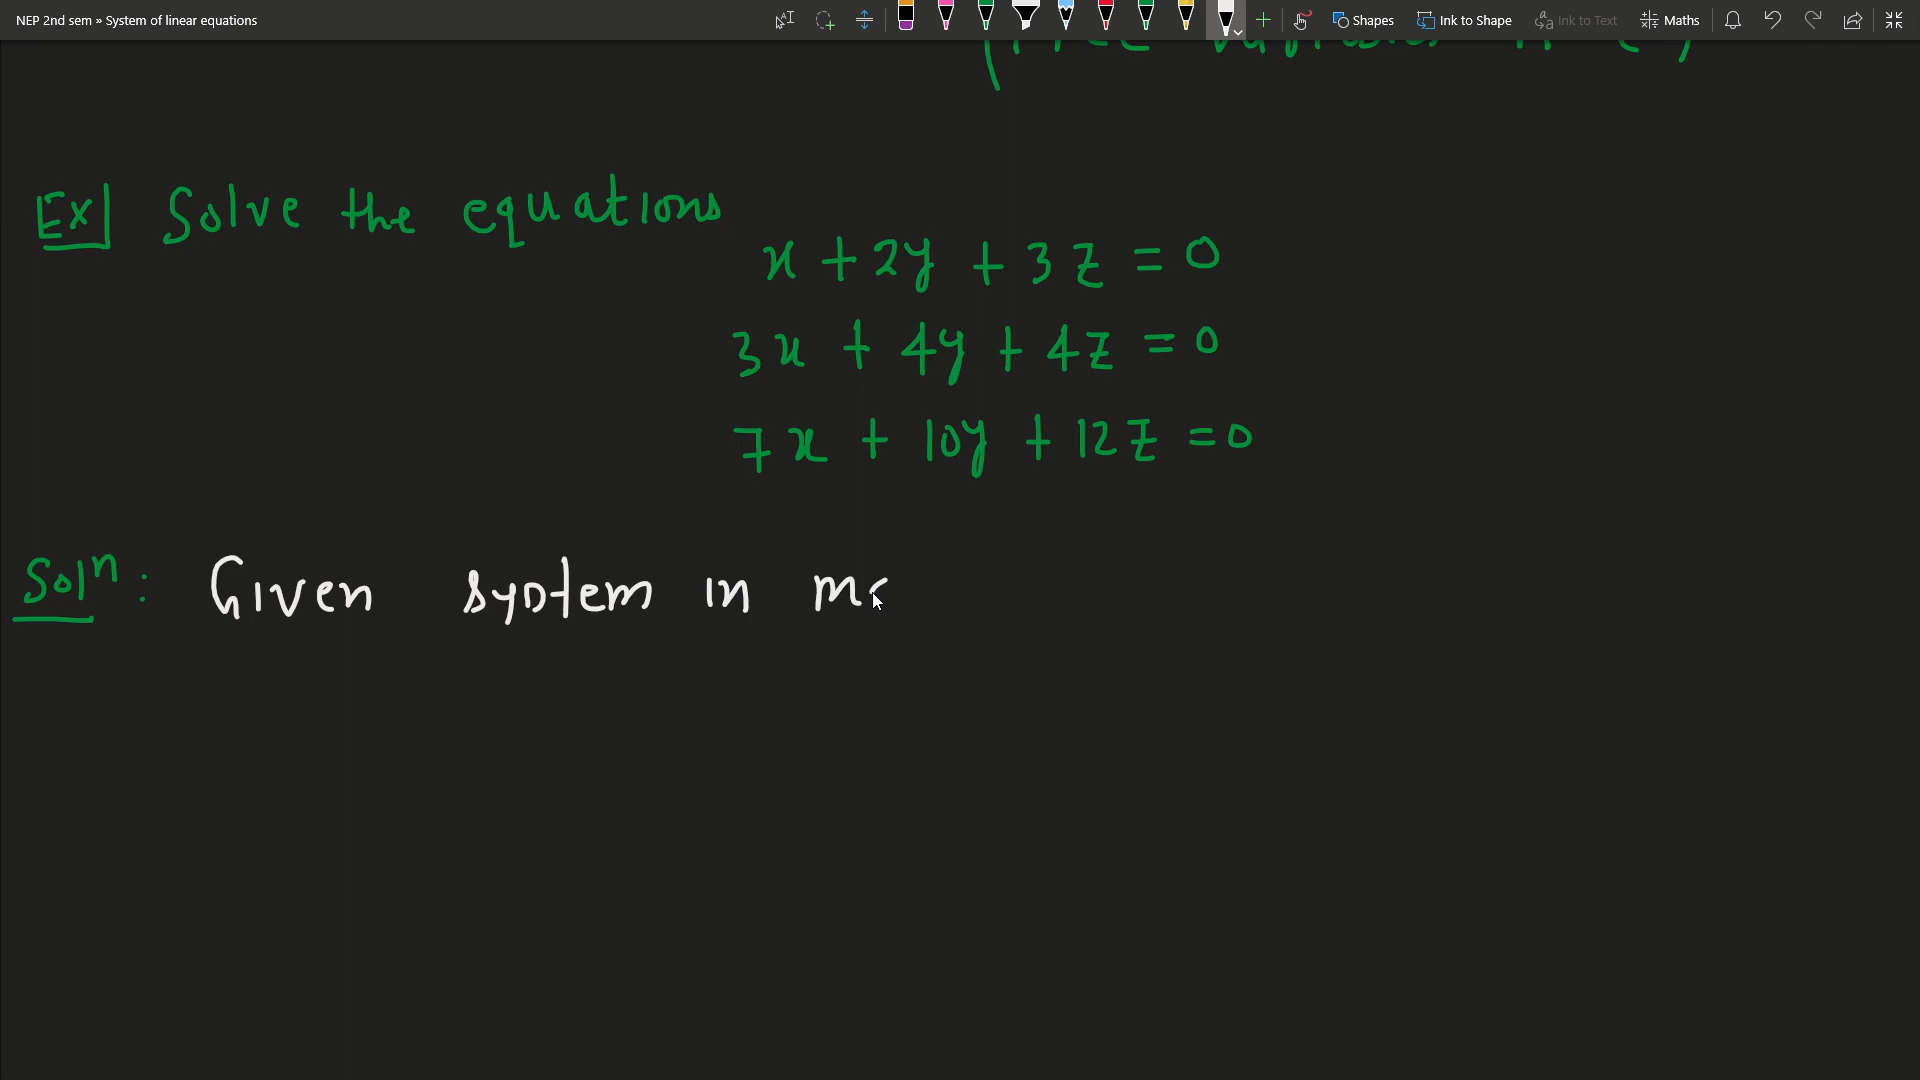 NEP 2nd sem » System of linear equations Shapes Ink to Shape Ink to Text Maths
Ex] Solve the equations
x + 2y + 3z = 0
3x + 4y + 4z = 0
7x + 10y + 12z = 0
Solⁿ : Given system in ma